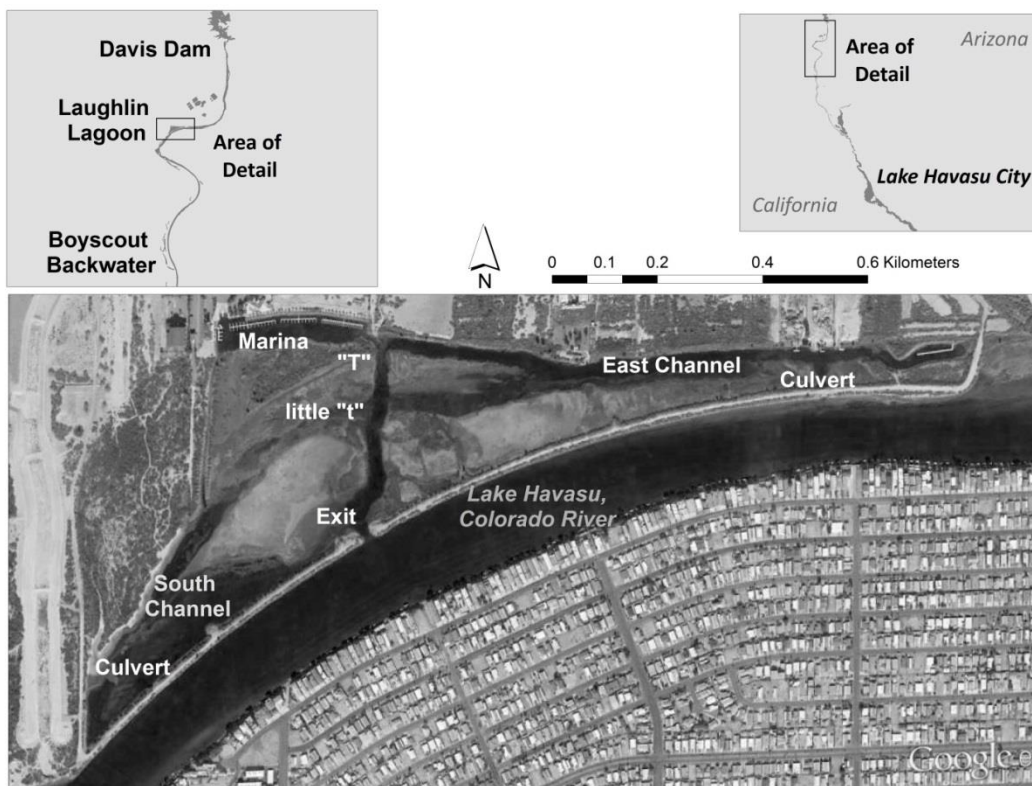 Davis Dam
Laughlin
Lagoon
Area of
Detail
Boyscout
Backwater
Arizona
Area of
Detail
Lake Havasu City
California
N
0 0.1 0.2 0.4 0.6 Kilometers
Marina
"T"
East Channel
Culvert
little "t"
Lake Havasu,
Colorado River
Exit
South
Channel
Culvert
Google